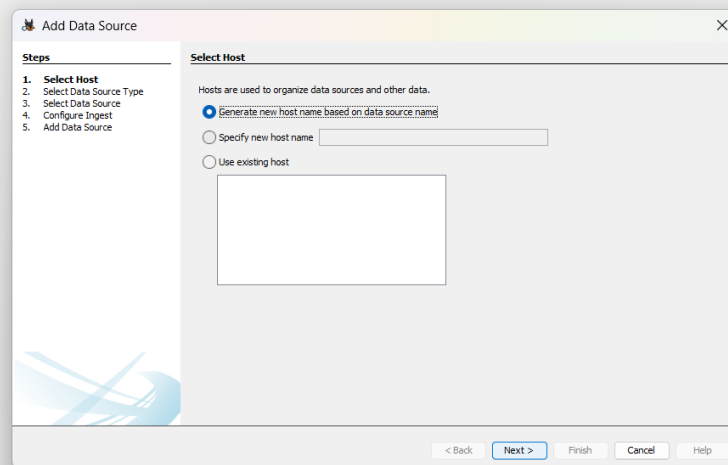 Add Data Source
Steps
1. Select Host
2. Select Data Source Type
3. Select Data Source
4. Configure Ingest
5. Add Data Source
Select Host
Hosts are used to organize data sources and other data.
Generate new host name based on data source name
Specify new host name
Use existing host
< Back Next > Finish Cancel Help